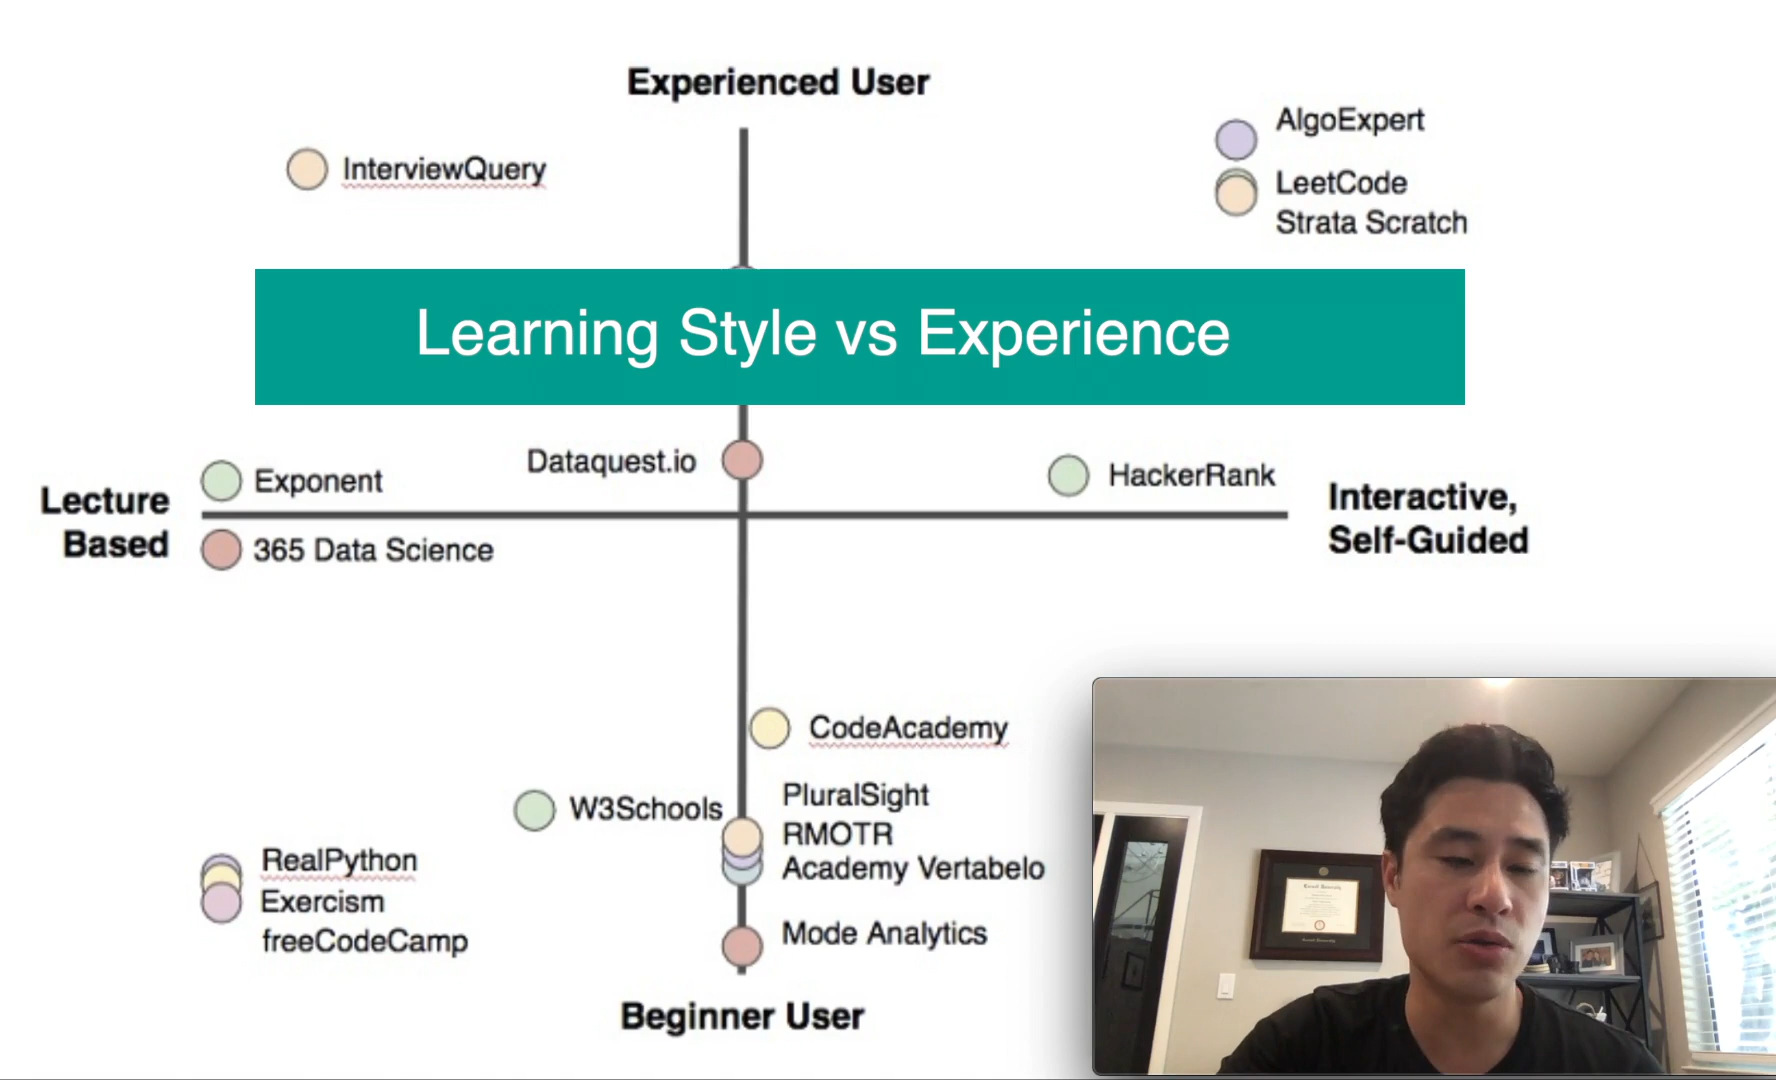 Experienced User
AlgoExpert
InterviewQuery
LeetCode
Strata Scratch
Learning Style vs Experience
Dataquest.io
HackerRank
Exponent
Lecture
Based
Interactive,
Self-Guided
365 Data Science
CodeAcademy
PluralSight
W3Schools
RMOTR
Academy Vertabelo
RealPython
Exercism
freeCodeCamp
Mode Analytics
Beginner User